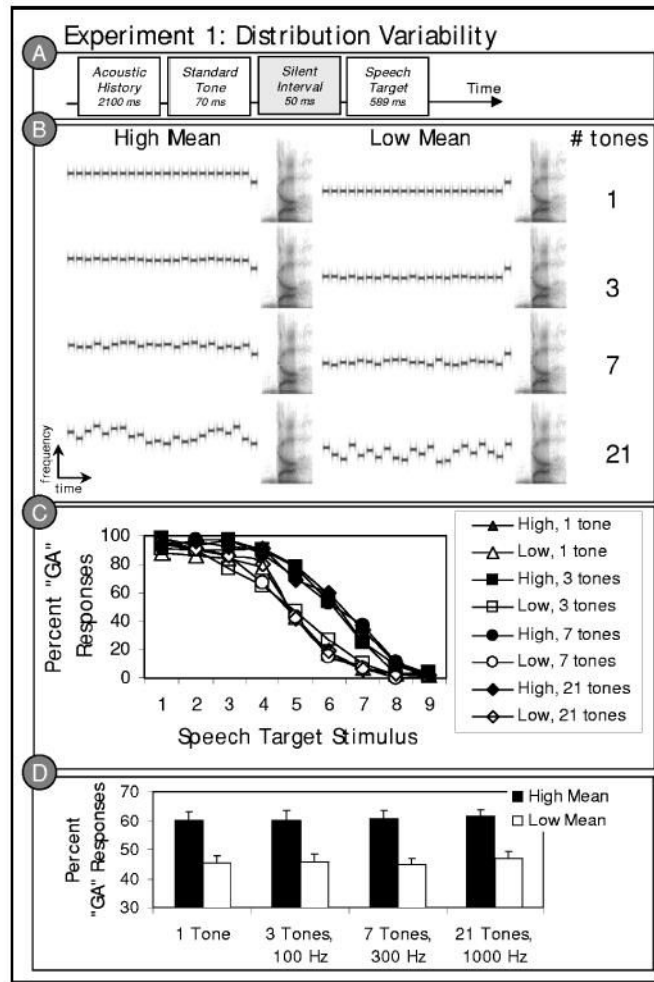 Experiment 1: Distribution Variability
A
Acoustic History 2100 ms
Standard Tone 70 ms
Silent Interval 50 ms
Speech Target 589 ms
Time
B
High Mean
Low Mean
# tones
1
3
7
21
frequency
time
C
Percent "GA" Responses
100
80
60
40
20
0
1 2 3 4 5 6 7 8 9
Speech Target Stimulus
High, 1 tone
Low, 1 tone
High, 3 tones
Low, 3 tones
High, 7 tones
Low, 7 tones
High, 21 tones
Low, 21 tones
D
Percent "GA" Responses
70
60
50
40
30
High Mean
Low Mean
1 Tone
3 Tones, 100 Hz
7 Tones, 300 Hz
21 Tones, 1000 Hz